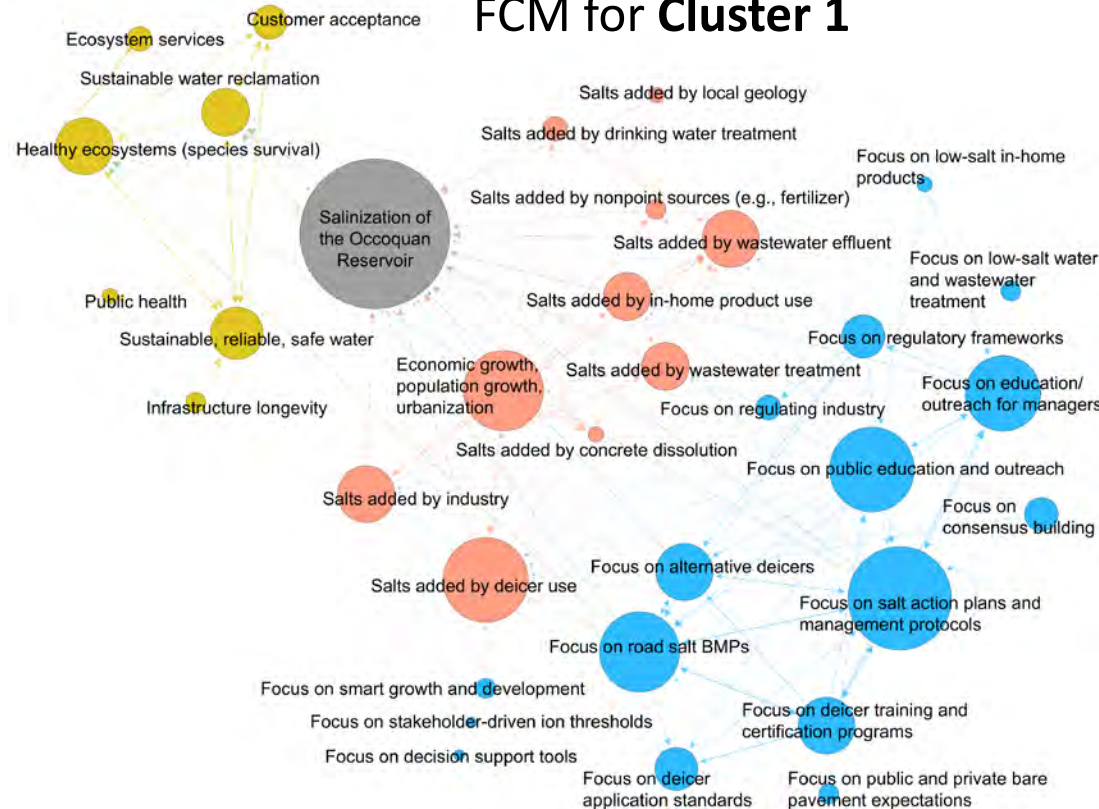 FCM for Cluster 1
Customer acceptance
Ecosystem services
Sustainable water reclamation
Healthy ecosystems (species survival)
Public health
Sustainable, reliable, safe water
Infrastructure longevity
Salinization of
the Occoquan
Reservoir
Salts added by local geology
Salts added by drinking water treatment
Salts added by nonpoint sources (e.g., fertilizer)
Salts added by wastewater effluent
Salts added by in-home product use
Economic growth,
population growth,
urbanization
Salts added by wastewater treatment
Salts added by concrete dissolution
Salts added by industry
Salts added by deicer use
Focus on low-salt in-home
products
Focus on low-salt water
and wastewater
treatment
Focus on regulatory frameworks
Focus on education/
outreach for managers
Focus on regulating industry
Focus on public education and outreach
Focus on
consensus building
Focus on alternative deicers
Focus on salt action plans and
management protocols
Focus on road salt BMPs
Focus on smart growth and development
Focus on stakeholder-driven ion thresholds
Focus on decision support tools
Focus on deicer training and
certification programs
Focus on deicer
application standards
Focus on public and private bare
pavement expectations